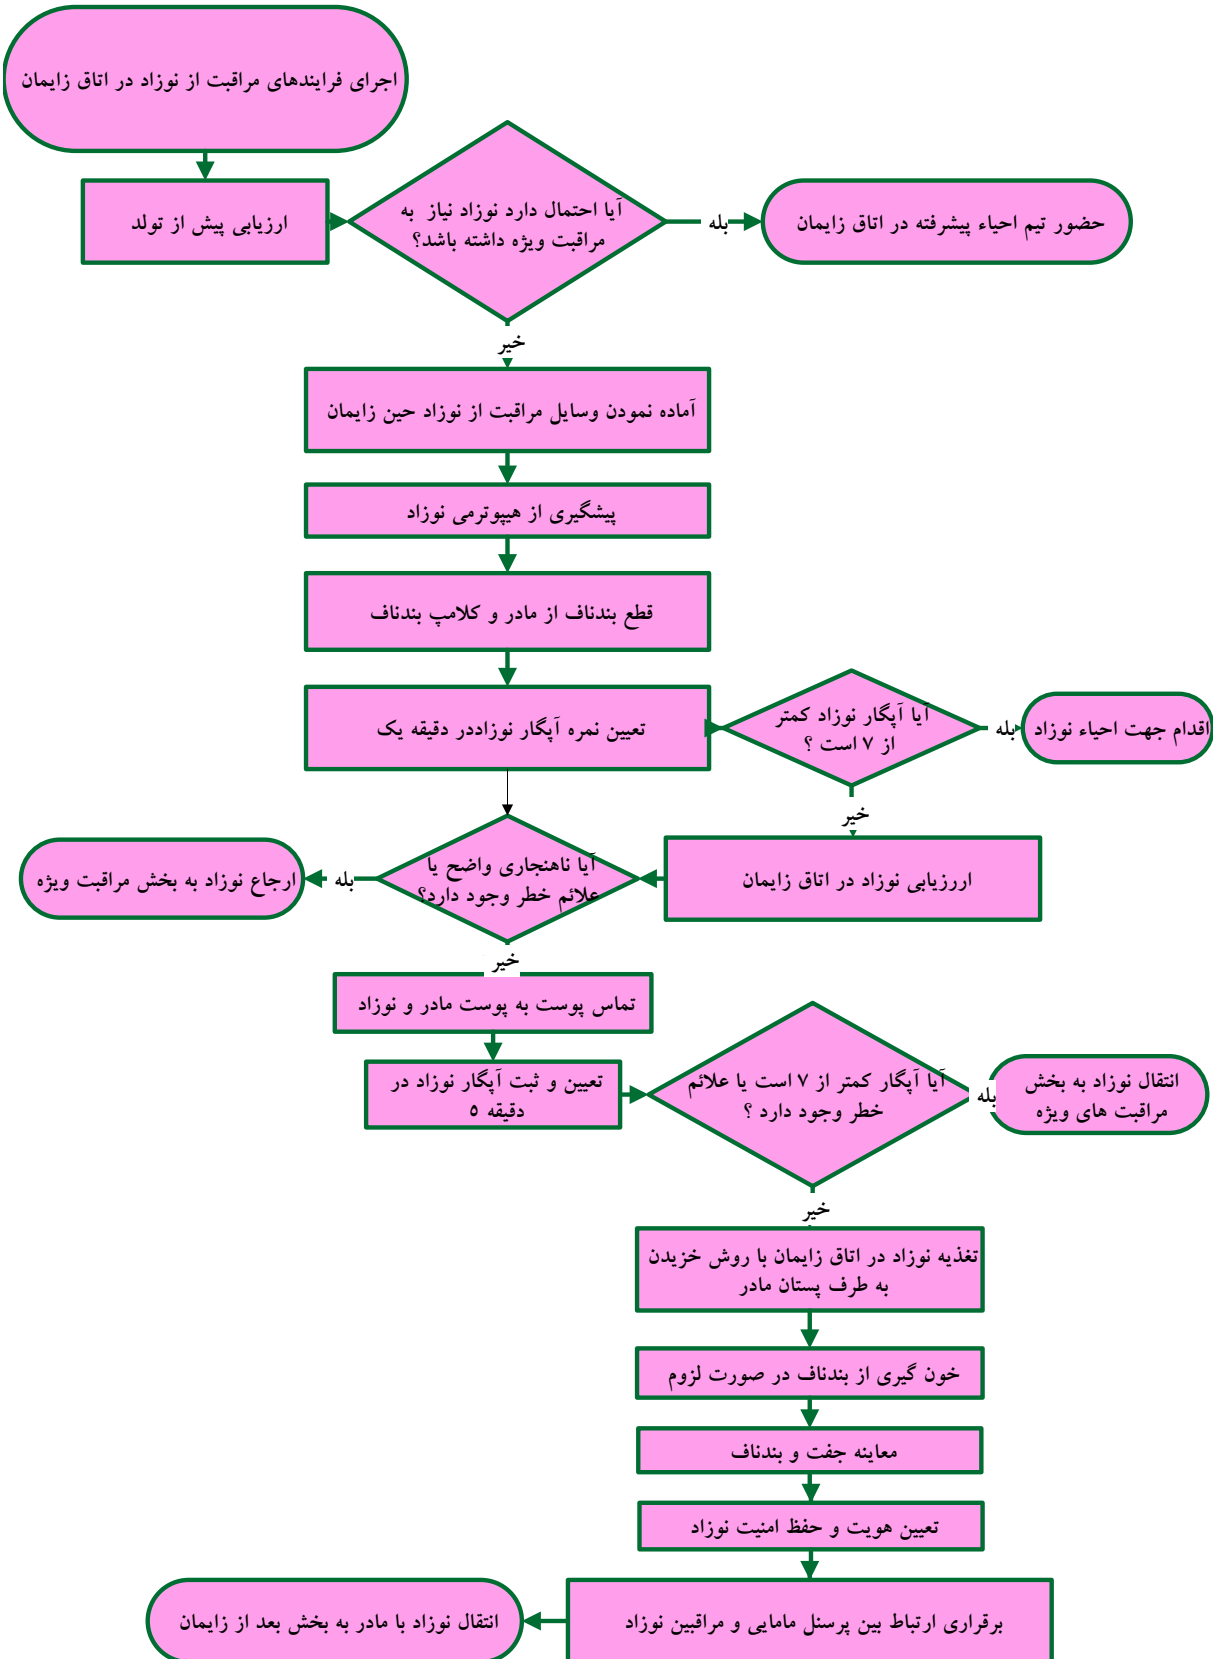 اجرای فرایندهای مراقبت از نوزاد در اتاق زایمان
ارزیابی پیش از تولد
آیا احتمال دارد نوزاد نیاز به
مراقبت ویژه داشته باشد؟
بله
حضور تیم احیاء پیشرفته در اتاق زایمان
خیر
آماده نمودن وسایل مراقبت از نوزاد حین زایمان
پیشگیری از هیپوترمی نوزاد
قطع بندناف از مادر و کلامپ بندناف
تعیین نمره آپگار نوزاددر دقیقه یک
آیا آپگار نوزاد کمتر
از ۷ است ؟
بله
اقدام جهت احیاء نوزاد
خیر
اررزیابی نوزاد در اتاق زایمان
آیا ناهنجاری واضح یا
علائم خطر وجود دارد؟
بله
ارجاع نوزاد به بخش مراقبت ویژه
خیر
تماس پوست به پوست مادر و نوزاد
تعیین و ثبت آپگار نوزاد در
دقیقه ۵
آیا آپگار کمتر از ۷ است یا علائم
خطر وجود دارد ؟
بله
انتقال نوزاد به بخش
مراقبت های ویژه
خیر
تغذیه نوزاد در اتاق زایمان با روش خزیدن
به طرف پستان مادر
خون گیری از بندناف در صورت لزوم
معاینه جفت و بندناف
تعیین هویت و حفظ امنیت نوزاد
برقراری ارتباط بین پرسنل مامایی و مراقبین نوزاد
انتقال نوزاد با مادر به بخش بعد از زایمان